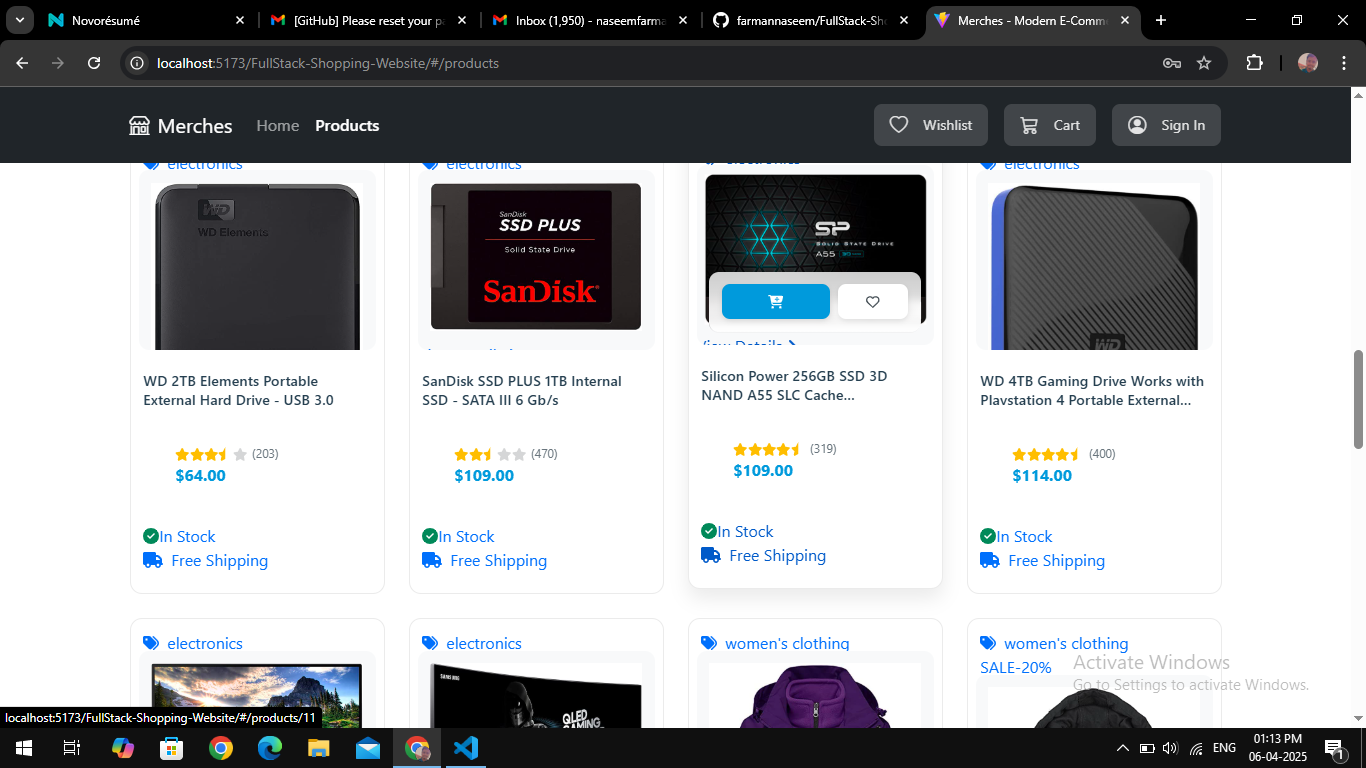 Novorésumé
[GitHub] Please reset your pa
Inbox (1,950) - naseemfarma
farmannaseem/FullStack-Sho
Merches - Modern E-Comme
localhost:5173/FullStack-Shopping-Website/#/products
Merches
Home
Products
Wishlist
Cart
Sign In
electronics
electronics
electronics
electronics
WD
WD Elements
SanDisk
SSD PLUS
Solid State Drive
SanDisk
SP
SOLID STATE DRIVE
A55
View Details
WD
WD 2TB Elements Portable
External Hard Drive - USB 3.0
SanDisk SSD PLUS 1TB Internal
SSD - SATA III 6 Gb/s
Silicon Power 256GB SSD 3D
NAND A55 SLC Cache...
WD 4TB Gaming Drive Works with
Playstation 4 Portable External...
(203)
$64.00
(470)
$109.00
(319)
$109.00
(400)
$114.00
In Stock
Free Shipping
In Stock
Free Shipping
In Stock
Free Shipping
In Stock
Free Shipping
electronics
electronics
women's clothing
women's clothing
SALE-20%
SAMSUNG
QLED
GAMING
Activate Windows
Go to Settings to activate Windows.
localhost:5173/FullStack-Shopping-Website/#/products/11
ENG
01:13 PM
06-04-2025
1